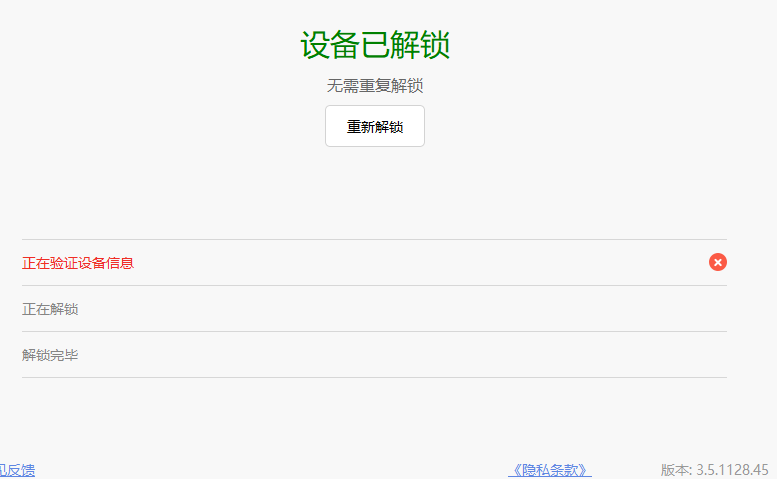 设备已解锁
无需重复解锁
重新解锁
正在验证设备信息
正在解锁
解锁完毕
见反馈 《隐私条款》 版本: 3.5.1128.45